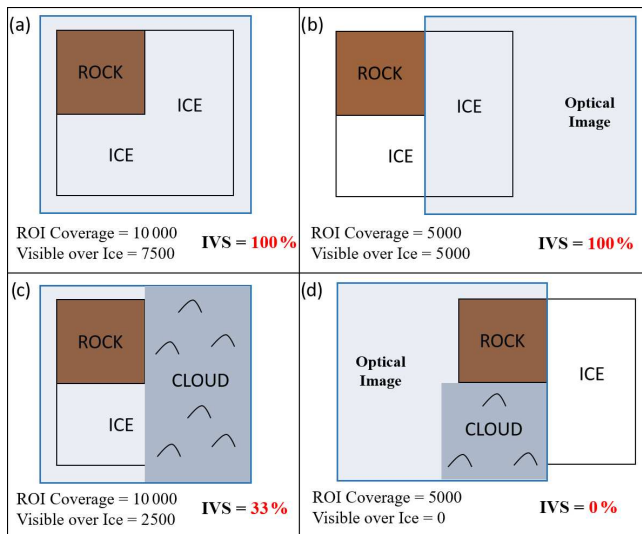 (a)
ROCK
ICE
ICE
ROI Coverage = 10 000
Visible over Ice = 7500
IVS = 100 %
(b)
ROCK
ICE
Optical
Image
ICE
ROI Coverage = 5000
Visible over Ice = 5000
IVS = 100 %
(c)
ROCK
CLOUD
ICE
ROI Coverage = 10 000
Visible over Ice = 2500
IVS = 33 %
(d)
Optical
Image
ROCK
ICE
CLOUD
ROI Coverage = 5000
Visible over Ice = 0
IVS = 0 %